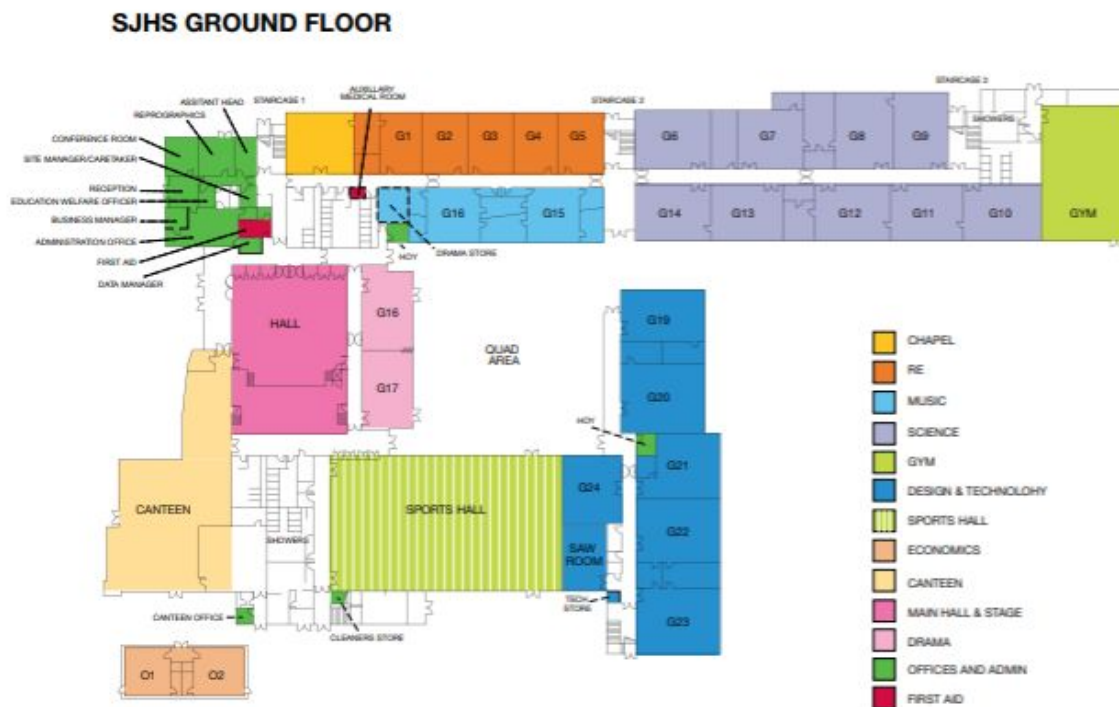 SJHS GROUND FLOOR
AUXILLARY
MEDICAL ROOM
STAIRCASE 1
STAIRCASE 2
STAIRCASE 3
ASSITANT HEAD
REPROGRAPHICS
CONFERENCE ROOM
SITE MANAGER/CARETAKER
RECEPTION
EDUCATION WELFARE OFFICER
BUSINESS MANAGER
ADMINISTRATION OFFICE
FIRST AID
DATA MANAGER
G1
G2
G3
G4
G5
G6
G7
G8
G9
SHOWERS
G16
G15
G14
G13
G12
G11
G10
GYM
HOY
DRAMA STORE
HALL
G16
G17
QUAD
AREA
G19
G20
HOY
G21
G22
G23
G24
SAW
ROOM
TECH
STORE
CANTEEN
SHOWERS
SPORTS HALL
CANTEEN OFFICE
CLEANERS STORE
O1
O2
CHAPEL
RE
MUSIC
SCIENCE
GYM
DESIGN & TECHNOLOHY
SPORTS HALL
ECONOMICS
CANTEEN
MAIN HALL & STAGE
DRAMA
OFFICES AND ADMIN
FIRST AID